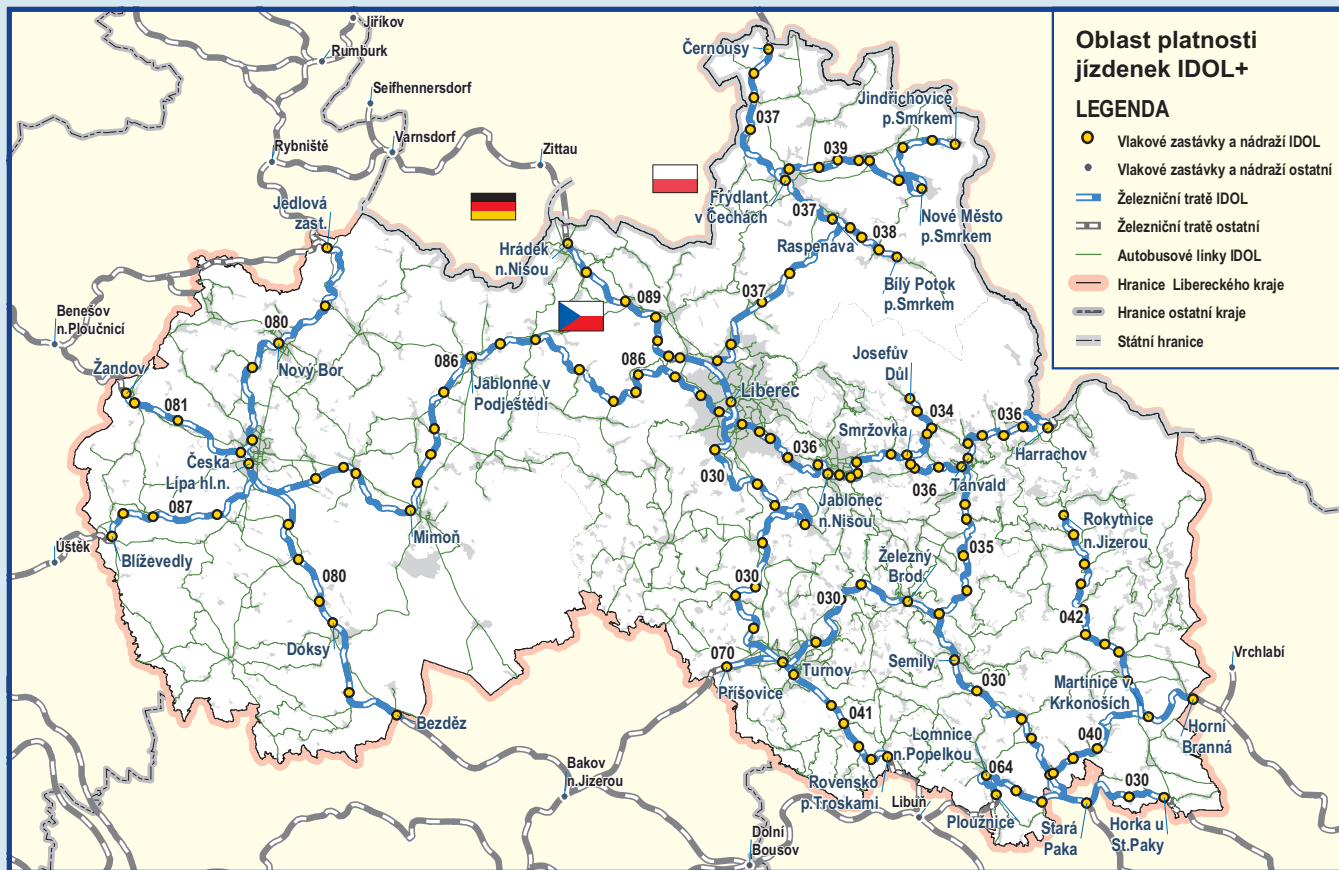 Jiříkov
Rumburk
Seifhennersdorf
Varnsdorf
Rybniště
Zittau
Jedlová
zast.
Hrádek
n.Nisou
Benešov
n.Ploučnicí
Žandov
081
080
Nový Bor
086
Jablonné v
Podještědí
089
086
Česká
Lípa hl.n.
087
Úštěk
Blíževedly
Mimoň
080
Doksy
Bezděz
Bakov
n.Jizerou
Dolní
Bousov
Černousy
037
Jindřichovice
p.Smrkem
039
Frýdlant
v Čechách
037
Nové Město
p.Smrkem
Raspenava
038
Bílý Potok
p.Smrkem
037
Liberec
Josefův
Důl
034
036
Smržovka
Harrachov
036
036
Tanvald
030
Jablonec
n.Nisou
Rokytnice
n.Jizerou
035
Železný
Brod
030
030
042
Semily
Vrchlabí
070
Turnov
Příšovice
030
Martinice v
Krkonoších
041
Lomnice
n.Popelkou
Horní
Branná
040
064
030
Rovensko
p.Troskami
Libuň
Ploužnice
Stará
Paka
Horka u
St.Paky
Oblast platnosti
jízdenek IDOL+
LEGENDA
Vlakové zastávky a nádraží IDOL
Vlakové zastávky a nádraží ostatní
Železniční tratě IDOL
Železniční tratě ostatní
Autobusové linky IDOL
Hranice Libereckého kraje
Hranice ostatní kraje
Státní hranice